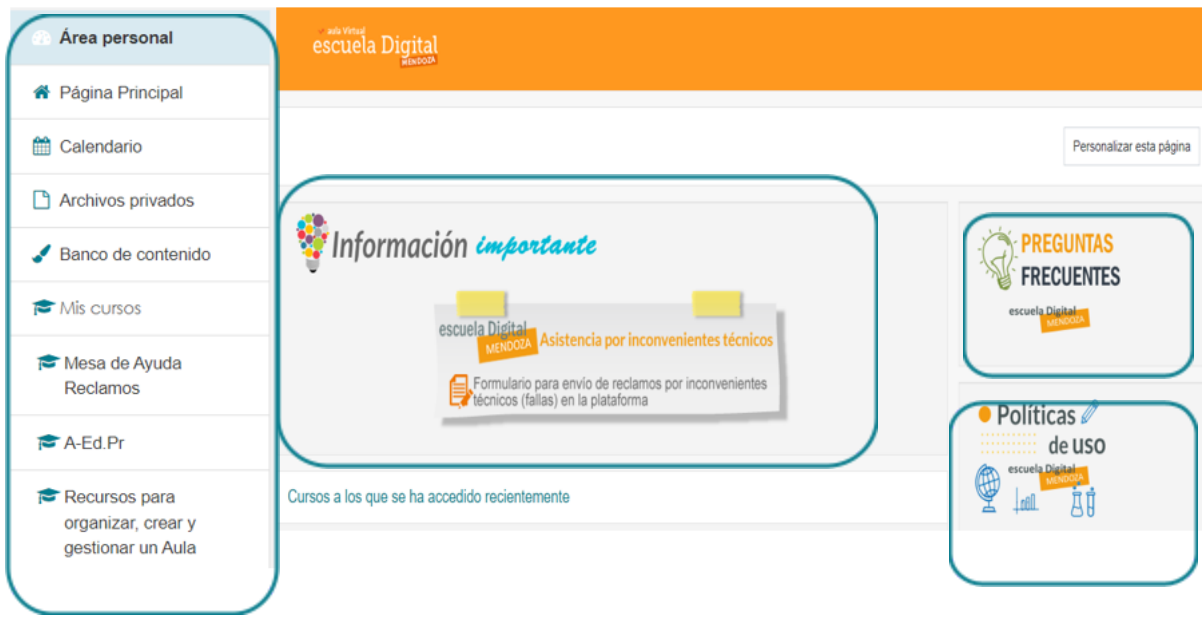 Área personal
Página Principal
Calendario
Archivos privados
Banco de contenido
Mis cursos
Mesa de Ayuda
Reclamos
A-Ed.Pr
Recursos para
organizar, crear y
gestionar un Aula
aula Virtual
escuela Digital
MENDOZA
Personalizar esta página
Información importante
escuela Digital
MENDOZA
Asistencia por inconvenientes técnicos
Formulario para envío de reclamos por inconvenientes
técnicos (fallas) en la plataforma
Cursos a los que se ha accedido recientemente
PREGUNTAS
FRECUENTES
escuela Digital
MENDOZA
Políticas
de uso
escuela Digital
MENDOZA